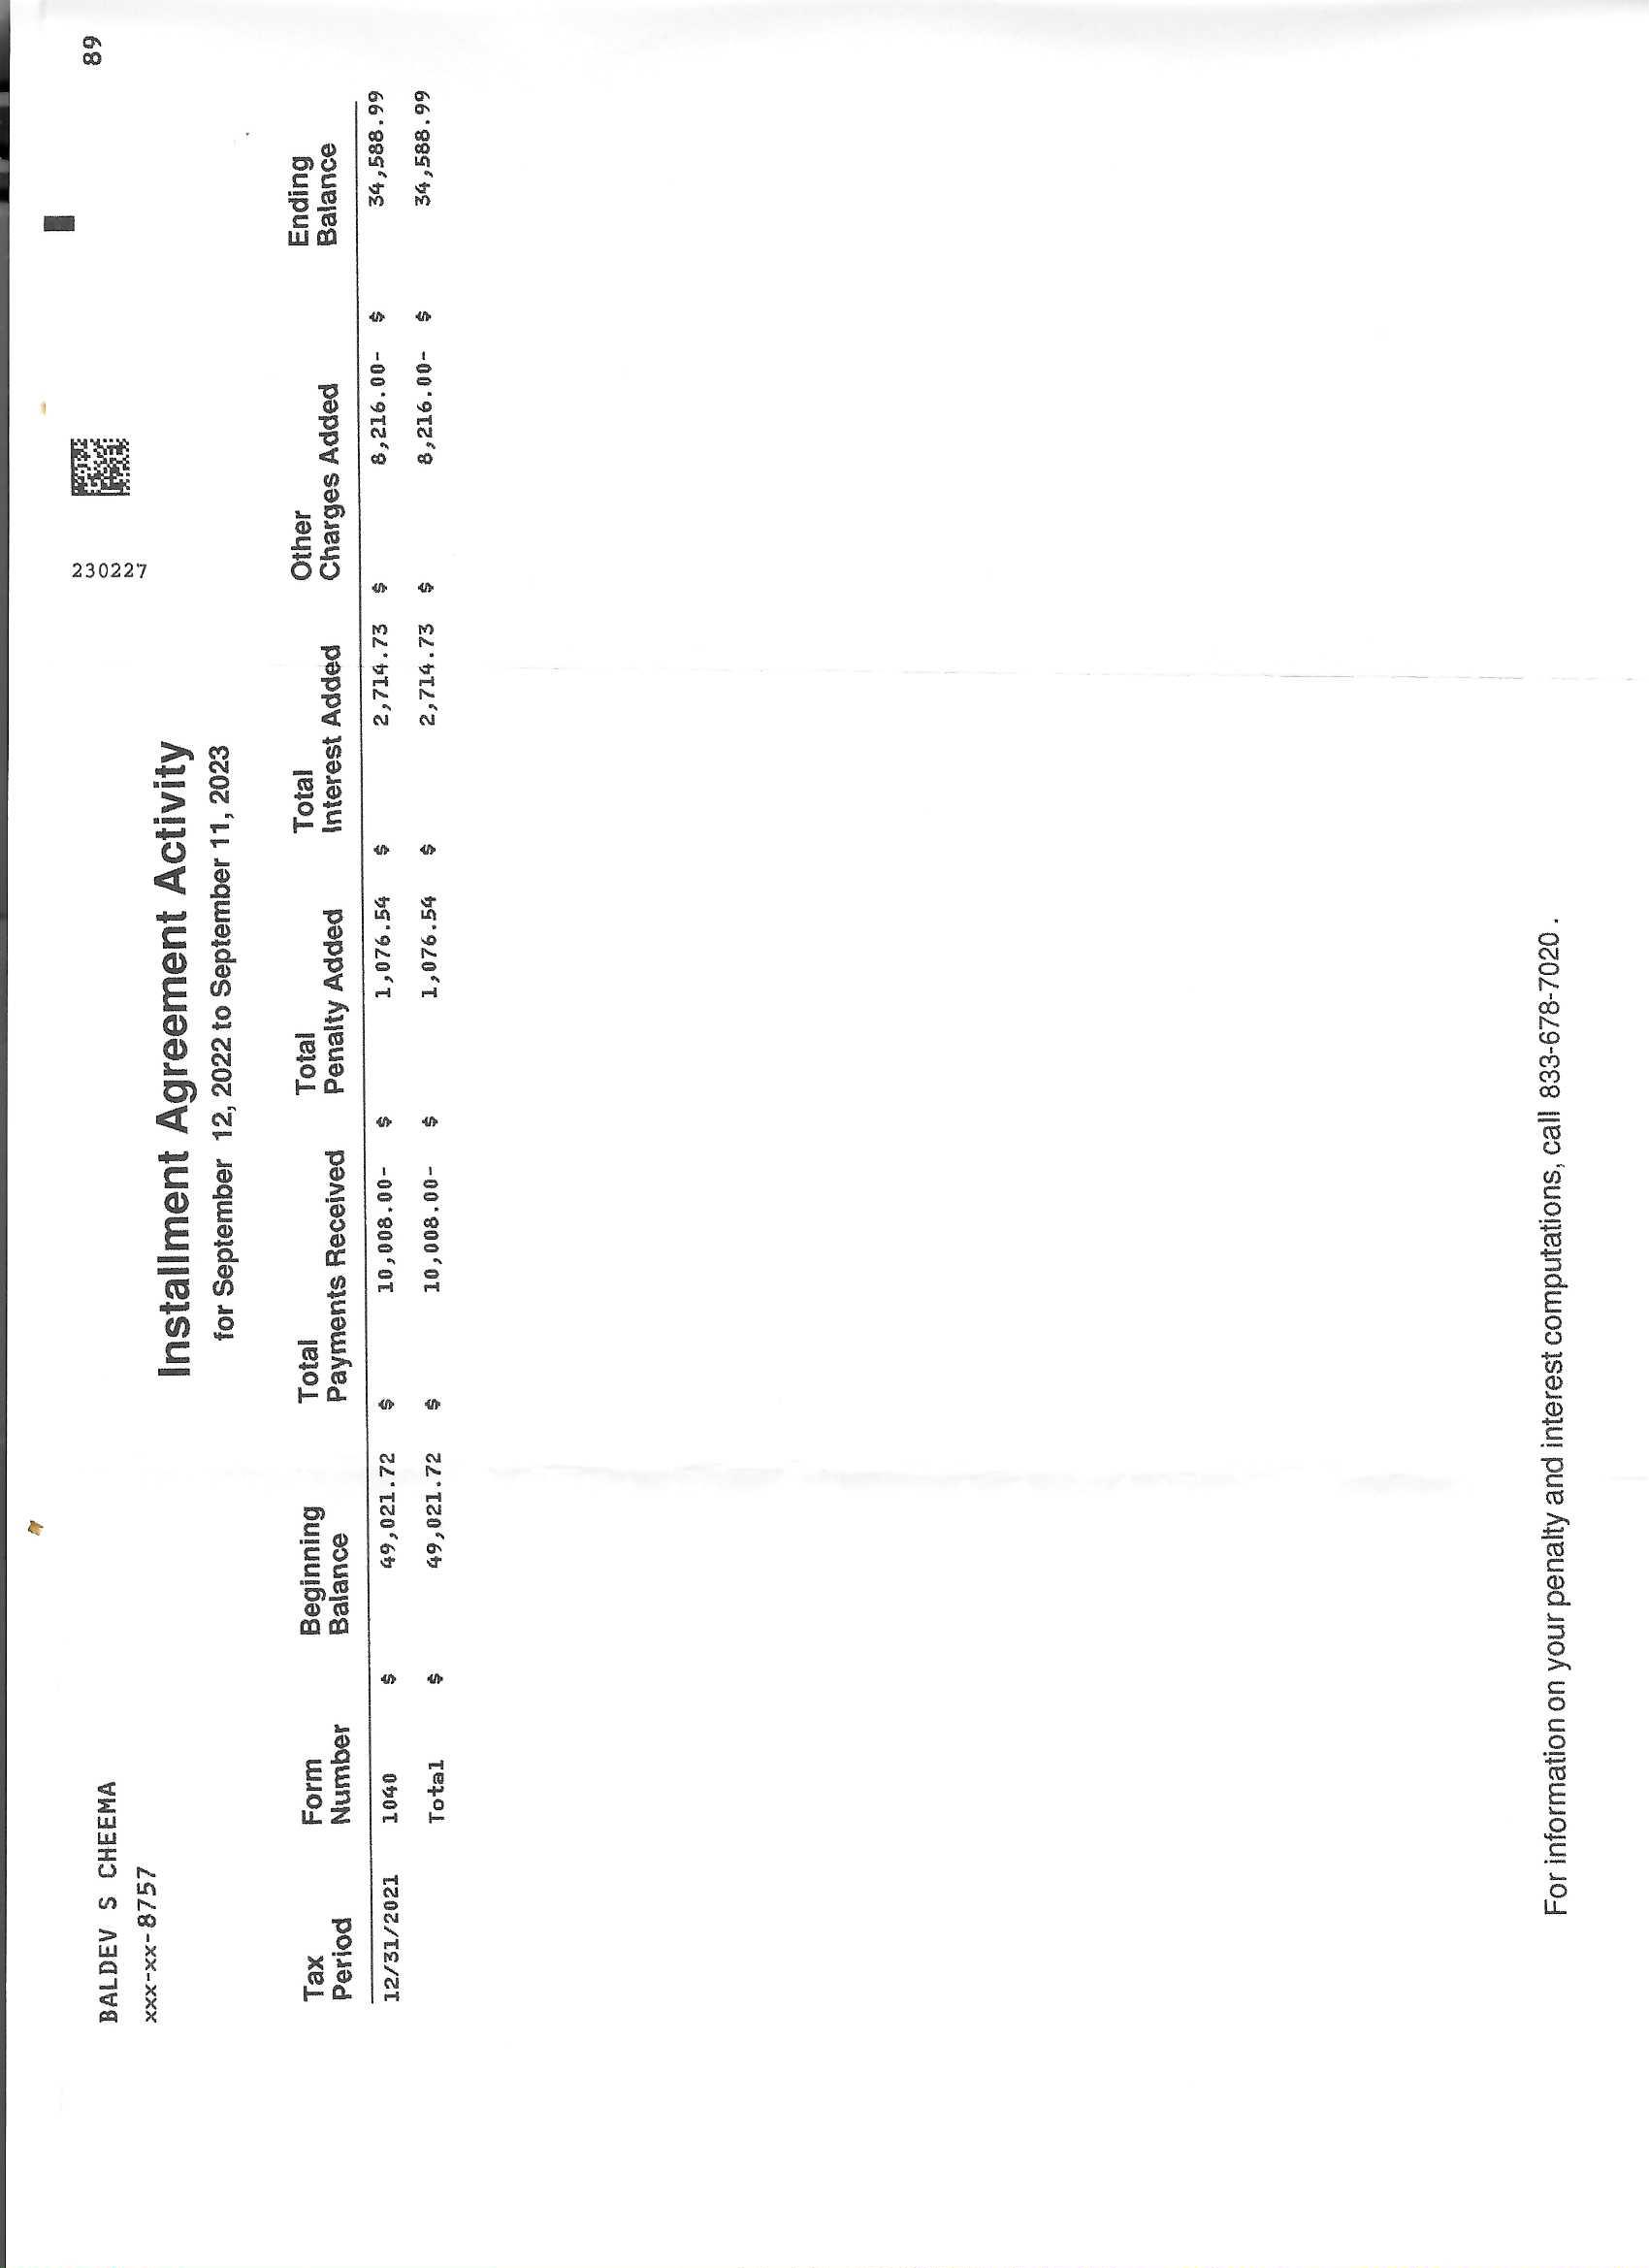 89
230227
BALDEV S CHEEMA
xxx-xx-8757
Installment Agreement Activity
for September 12, 2022 to September 11, 2023
Tax Period Form Number Beginning Balance Total Payments Received Total Penalty Added Total Interest Added Other Charges Added Ending Balance
12/31/2021 1040 $ 49,021.72 $ 10,008.00- $ 1,076.54 $ 2,714.73 $ 8,216.00- $ 34,588.99
Total $ 49,021.72 $ 10,008.00- $ 1,076.54 $ 2,714.73 $ 8,216.00- $ 34,588.99
For information on your penalty and interest computations, call 833-678-7020.